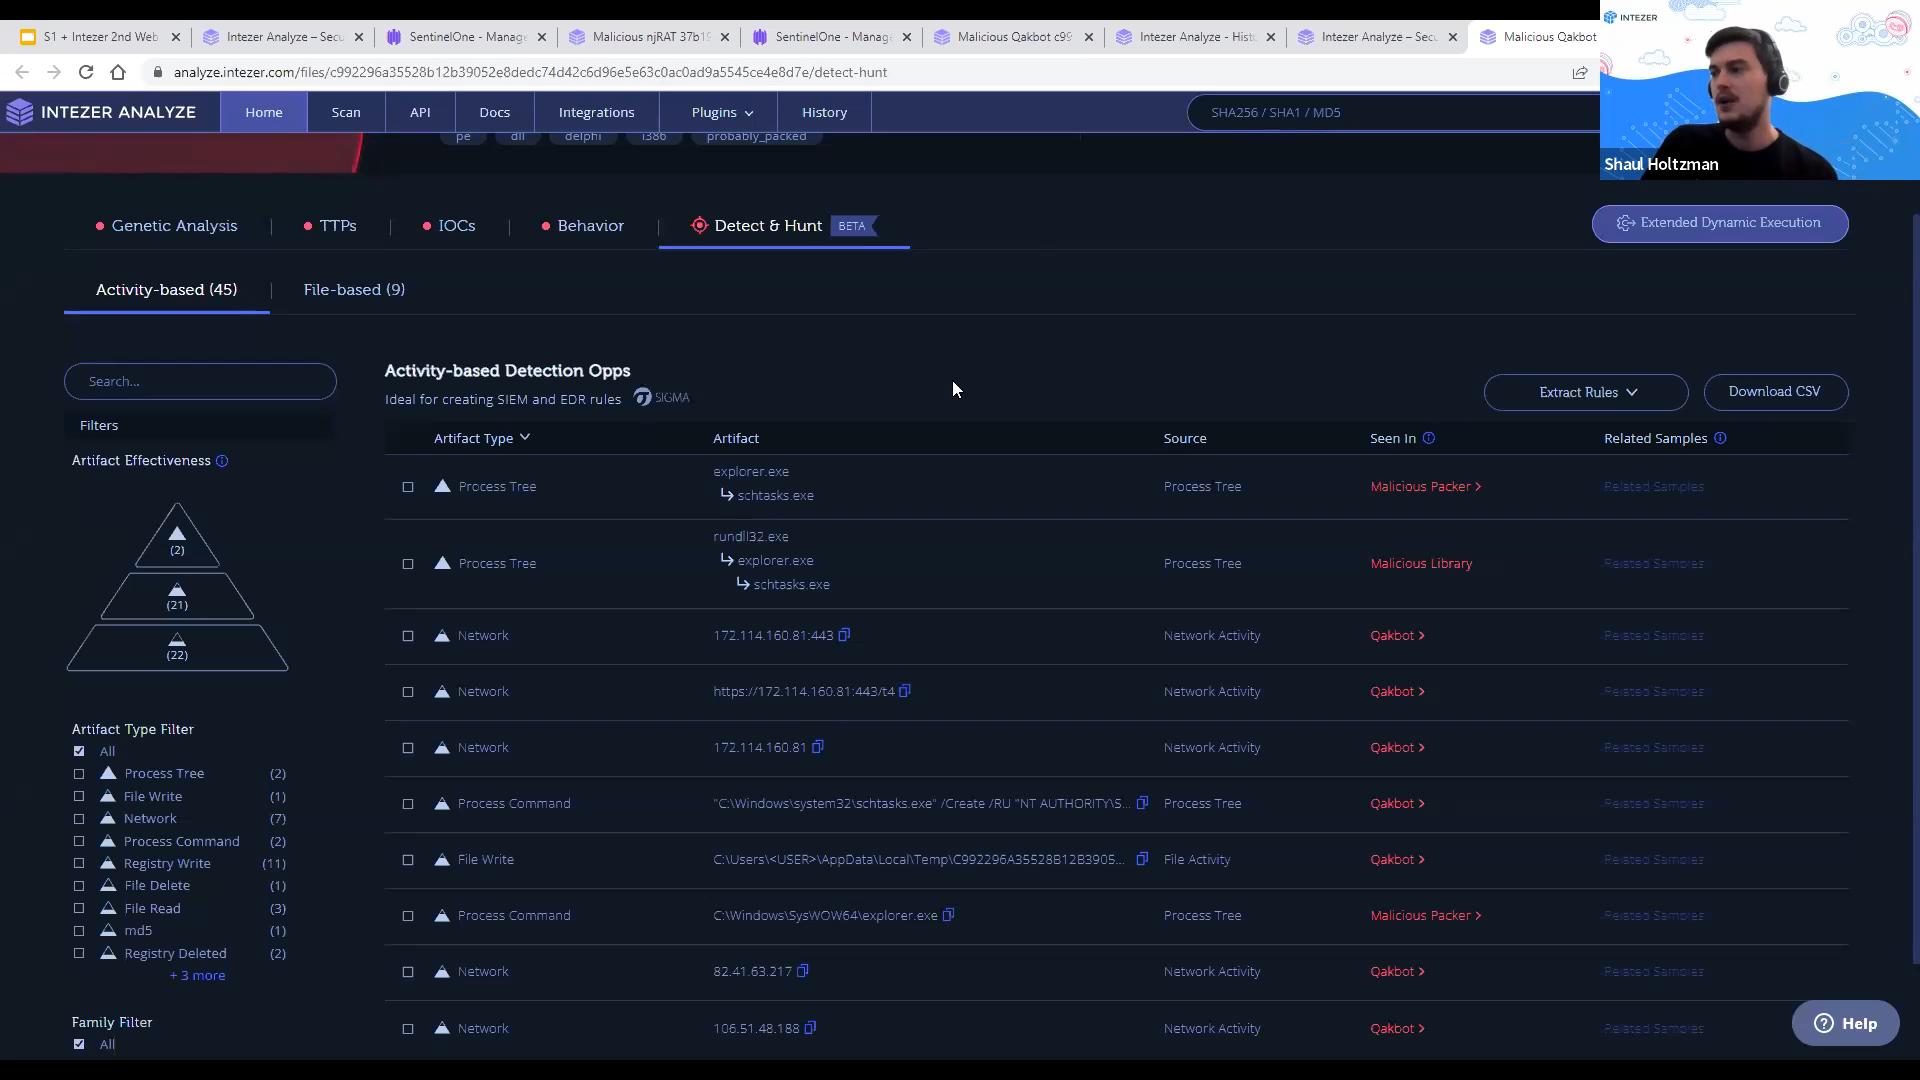 S1 + Intezer 2nd Web
Intezer Analyze – Secu
SentinelOne - Manage
Malicious njRAT 37b19
SentinelOne - Manage
Malicious Qakbot c99
Intezer Analyze - Hist
Intezer Analyze – Secu
Malicious Qakbot
analyze.intezer.com/files/c992296a35528b12b39052e8dedc74d42c6d96e5e63c0ac0ad9a5545ce4e8d7e/detect-hunt
INTEZER
Shaul Holtzman
INTEZER ANALYZE
Home
Scan
API
Docs
Integrations
Plugins
History
SHA256 / SHA1 / MD5
pe
dll
delphi
i386
probably_packed
Genetic Analysis
TTPs
IOCs
Behavior
Detect & Hunt BETA
Extended Dynamic Execution
Activity-based (45)
File-based (9)
Search...
Filters
Artifact Effectiveness
(2)
(21)
(22)
Artifact Type Filter
All
Process Tree (2)
File Write (1)
Network (7)
Process Command (2)
Registry Write (11)
File Delete (1)
File Read (3)
md5 (1)
Registry Deleted (2)
+ 3 more
Family Filter
All
Activity-based Detection Opps
Ideal for creating SIEM and EDR rules SIGMA
Extract Rules
Download CSV
Artifact Type Artifact Source Seen In Related Samples
Process Tree explorer.exe schtasks.exe Process Tree Malicious Packer > Related Samples
Process Tree rundll32.exe explorer.exe schtasks.exe Process Tree Malicious Library Related Samples
Network 172.114.160.81:443 Network Activity Qakbot > Related Samples
Network https://172.114.160.81:443/t4 Network Activity Qakbot > Related Samples
Network 172.114.160.81 Network Activity Qakbot > Related Samples
Process Command "C:\Windows\system32\schtasks.exe" /Create /RU "NT AUTHORITY\S... Process Tree Qakbot > Related Samples
File Write C:\Users\<USER>\AppData\Local\Temp\C992296A35528B12B3905... File Activity Qakbot > Related Samples
Process Command C:\Windows\SysWOW64\explorer.exe Process Tree Malicious Packer > Related Samples
Network 82.41.63.217 Network Activity Qakbot > Related Samples
Network 106.51.48.188 Network Activity Qakbot > Related Samples
Help